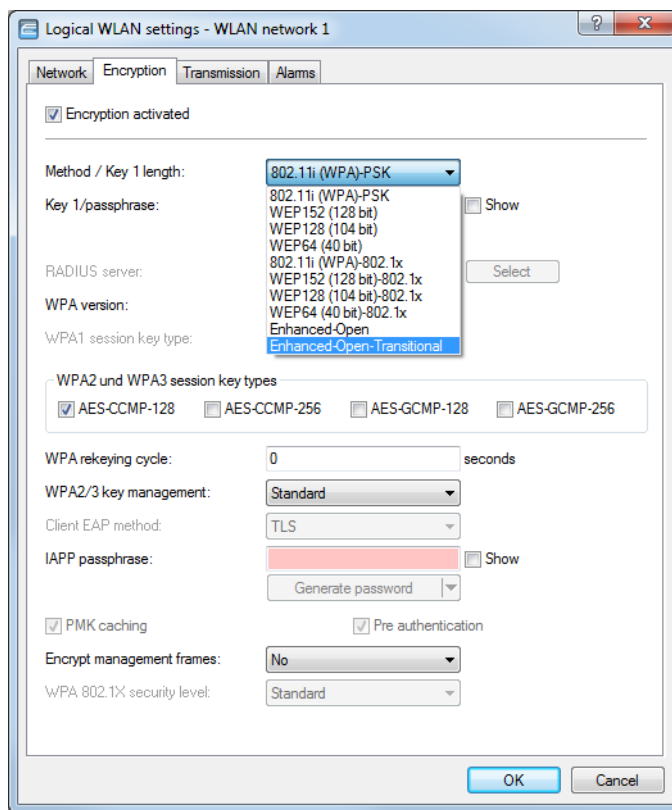 Logical WLAN settings - WLAN network 1
Network Encryption Transmission Alarms
Encryption activated
Method / Key 1 length: 802.11i (WPA)-PSK
802.11i (WPA)-PSK
Key 1/passphrase: WEP152 (128 bit) Show
WEP128 (104 bit)
WEP64 (40 bit)
802.11i (WPA)-802.1x
RADIUS server: WEP152 (128 bit)-802.1x Select
WEP128 (104 bit)-802.1x
WPA version: WEP64 (40 bit)-802.1x
Enhanced-Open
WPA1 session key type: Enhanced-Open-Transitional
WPA2 und WPA3 session key types
AES-CCMP-128 AES-CCMP-256 AES-GCMP-128 AES-GCMP-256
WPA rekeying cycle: 0 seconds
WPA2/3 key management: Standard
Client EAP method: TLS
IAPP passphrase: Show
Generate password
PMK caching Pre authentication
Encrypt management frames: No
WPA 802.1X security level: Standard
OK Cancel